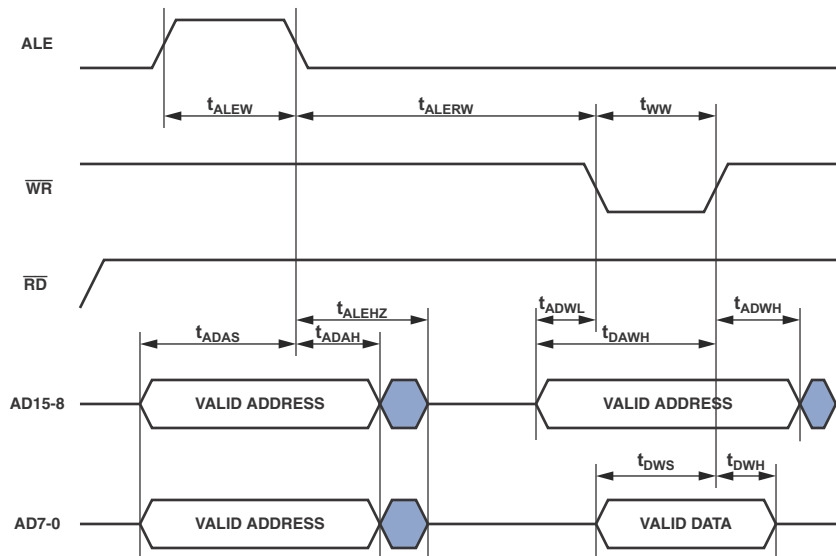 ALE
tALEW
tALERW
tWW
WR
RD
tALEHZ
tADAS
tADAH
tADWL
tDAWH
tADWH
AD15-8
VALID ADDRESS
VALID ADDRESS
tDWS
tDWH
AD7-0
VALID ADDRESS
VALID DATA